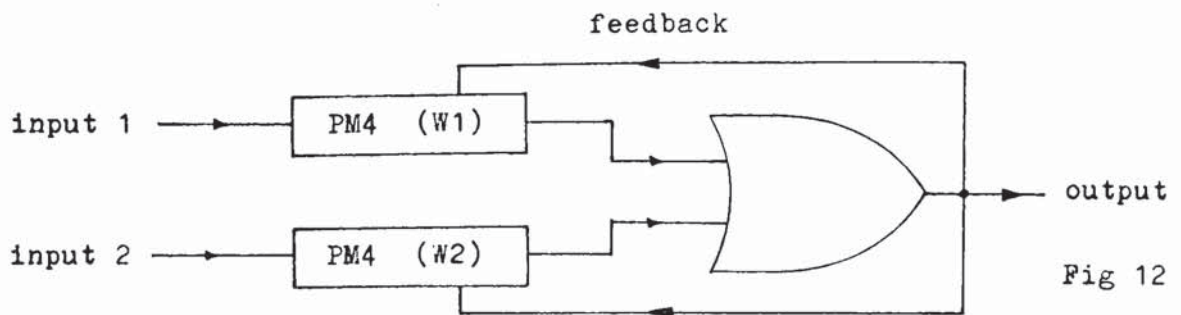 feedback
input 1
PM4 (W1)
output
input 2
PM4 (W2)
Fig 12